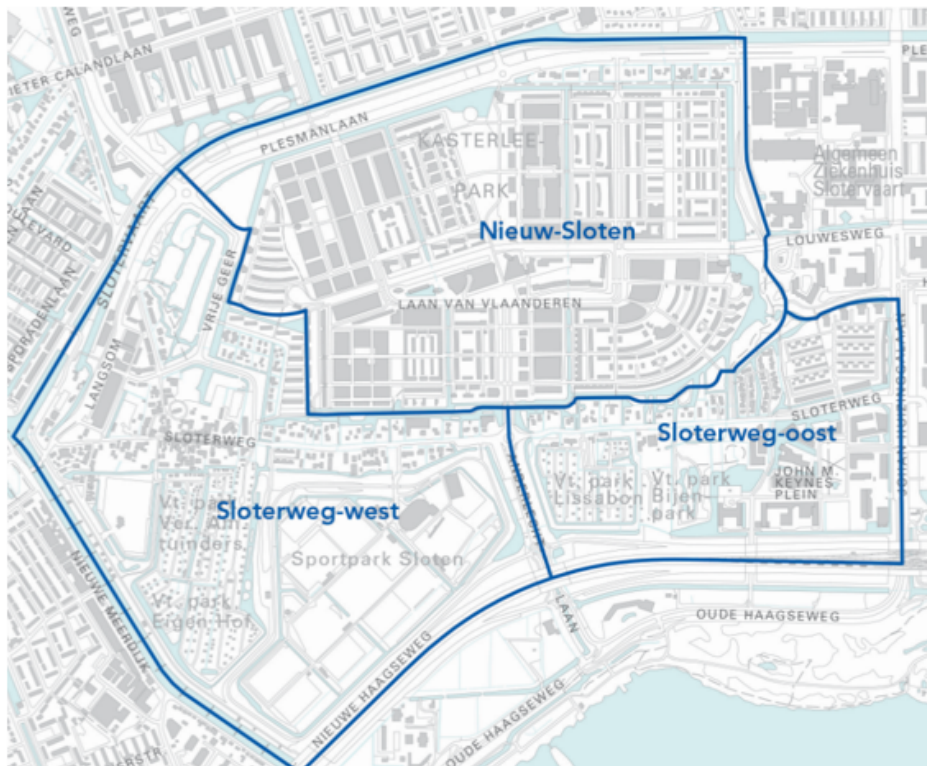 PIETER CALANDLAAN
PLESMANLAAN
KASTERLEE-
PARK
Algemeen
Ziekenhuis
Slotervaart
Nieuw-Sloten
LOUWESWEG
SLOTERVAART
VRIJE GEER
LAAN VAN VLAANDEREN
LANGSOM
SLOTERWEG
SLOTERWEG
Sloterweg-oost
Vt. park
Lissabon
Vt. park
Bijen-
park
JOHN M
KEYNES
PLEIN
Sloterweg-west
Vt. park
tuinders
Sportpark Sloten
Vt. park
Eigen Hof
NIEUWE MEERDIJK
LAAN
OUDE HAAGSEWEG
NIEUWE HAAGSEWEG
OUDE HAAGSEWEG